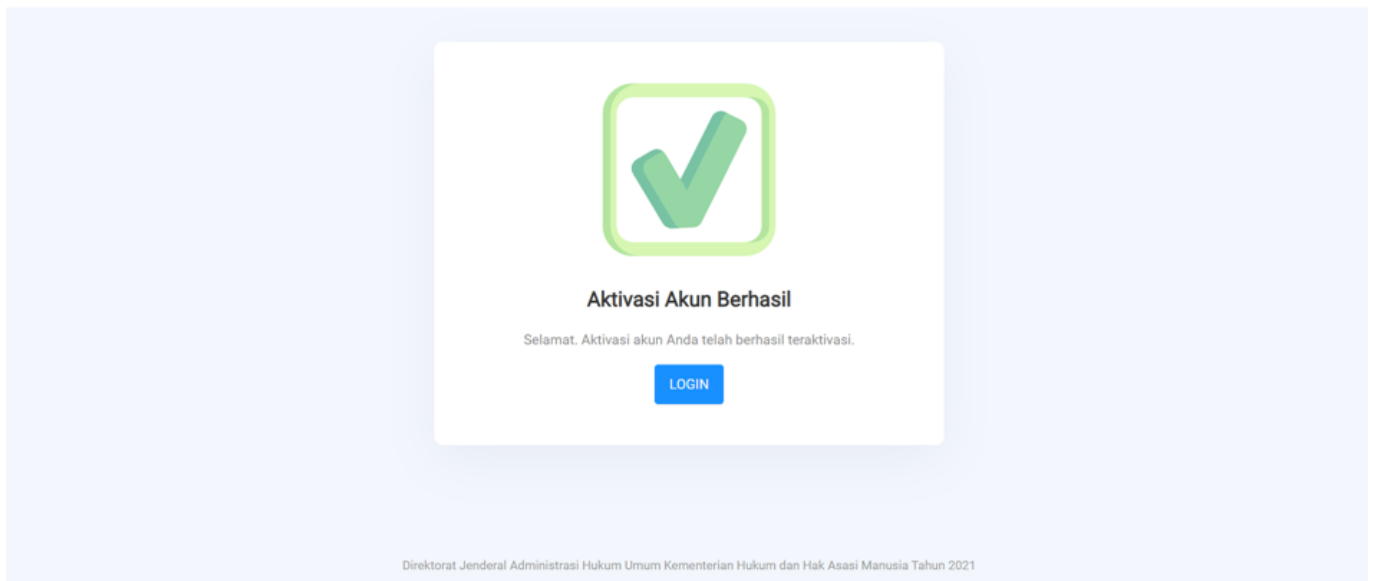 Aktivasi Akun Berhasil
Selamat. Aktivasi akun Anda telah berhasil teraktivasi.
LOGIN
Direktorat Jenderal Administrasi Hukum Umum Kementerian Hukum dan Hak Asasi Manusia Tahun 2021